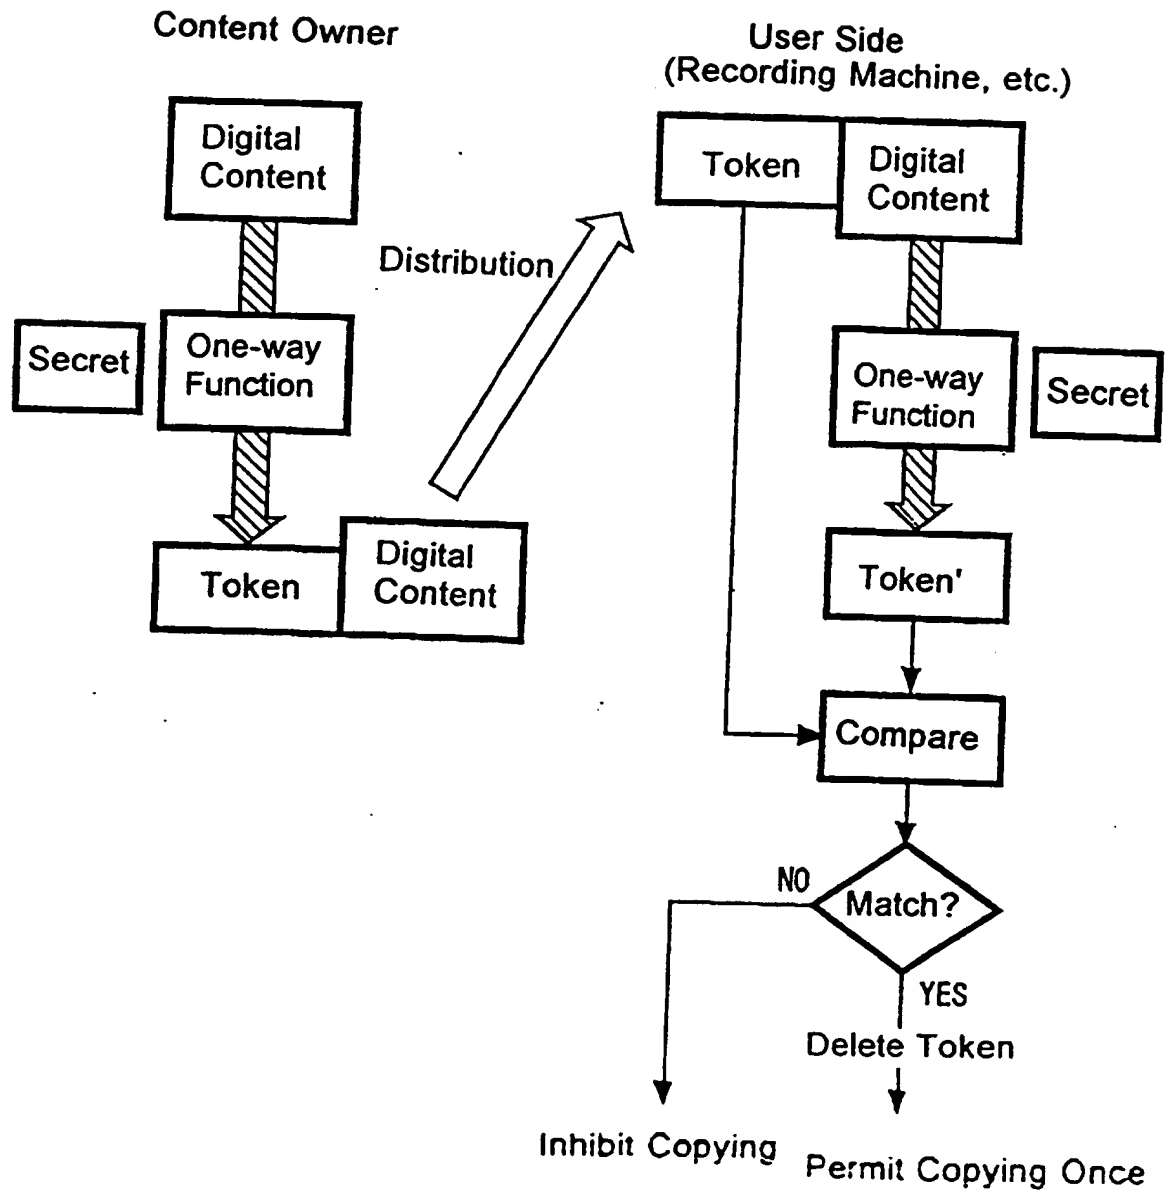 Content Owner
Digital
Content
Secret
One-way
Function
Token
Digital
Content
Distribution
User Side
(Recording Machine, etc.)
Token
Digital
Content
One-way
Function
Secret
Token'
Compare
Match?
NO
YES
Delete Token
Inhibit Copying
Permit Copying Once